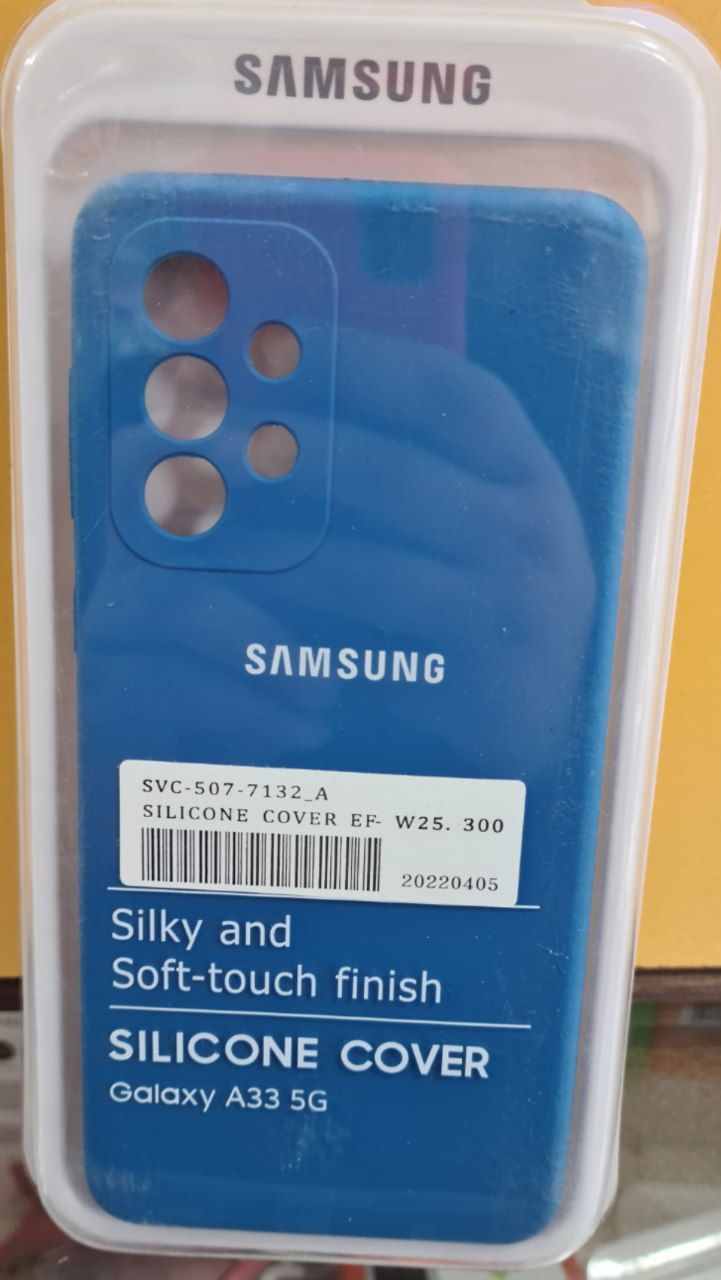 SAMSUNG
SAMSUNG
SVC-507-7132_A
SILICONE COVER EF- W25. 300
20220405
Silky and
Soft-touch finish
SILICONE COVER
Galaxy A33 5G